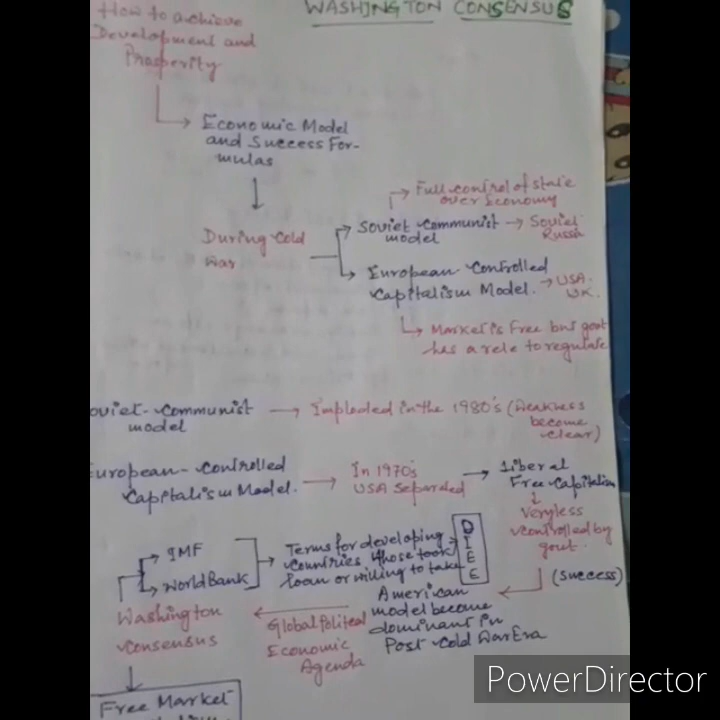 WASHINGTON CONSENSUS
How to achieve
Development and
Prosperity
Economic Model
and Success For-
mulas
During Cold
War
Full control of state
over Economy
Soviet Communist → Soviet
model Russia
European Controlled
Capitalism Model. → USA.
UK.
Market is Free but govt
has a role to regulate
oviet-Communist → Imploded in the 1980's (Weakness
model become
clear)
European-Controlled
Capitalism Model. → In 1970's
USA Separated → Liberal
Free Capitalism
Very less
controlled by
govt.
(Success)
American
model become
dominant in
Post Cold War Era
Global Political
Economic
Agenda
Washington
Consensus
IMF
World Bank
Terms for developing
countries those took
loan or willing to take
Free Market
PowerDirector